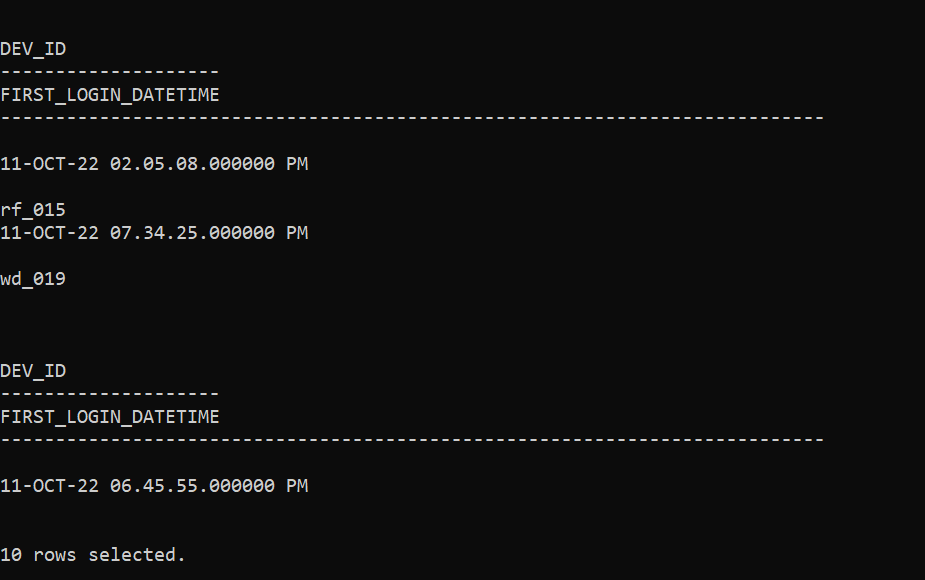 DEV_ID
--------------------
FIRST_LOGIN_DATETIME
---------------------------------------------------------------------------
11-OCT-22 02.05.08.000000 PM
rf_015
11-OCT-22 07.34.25.000000 PM
wd_019
DEV_ID
--------------------
FIRST_LOGIN_DATETIME
---------------------------------------------------------------------------
11-OCT-22 06.45.55.000000 PM
10 rows selected.